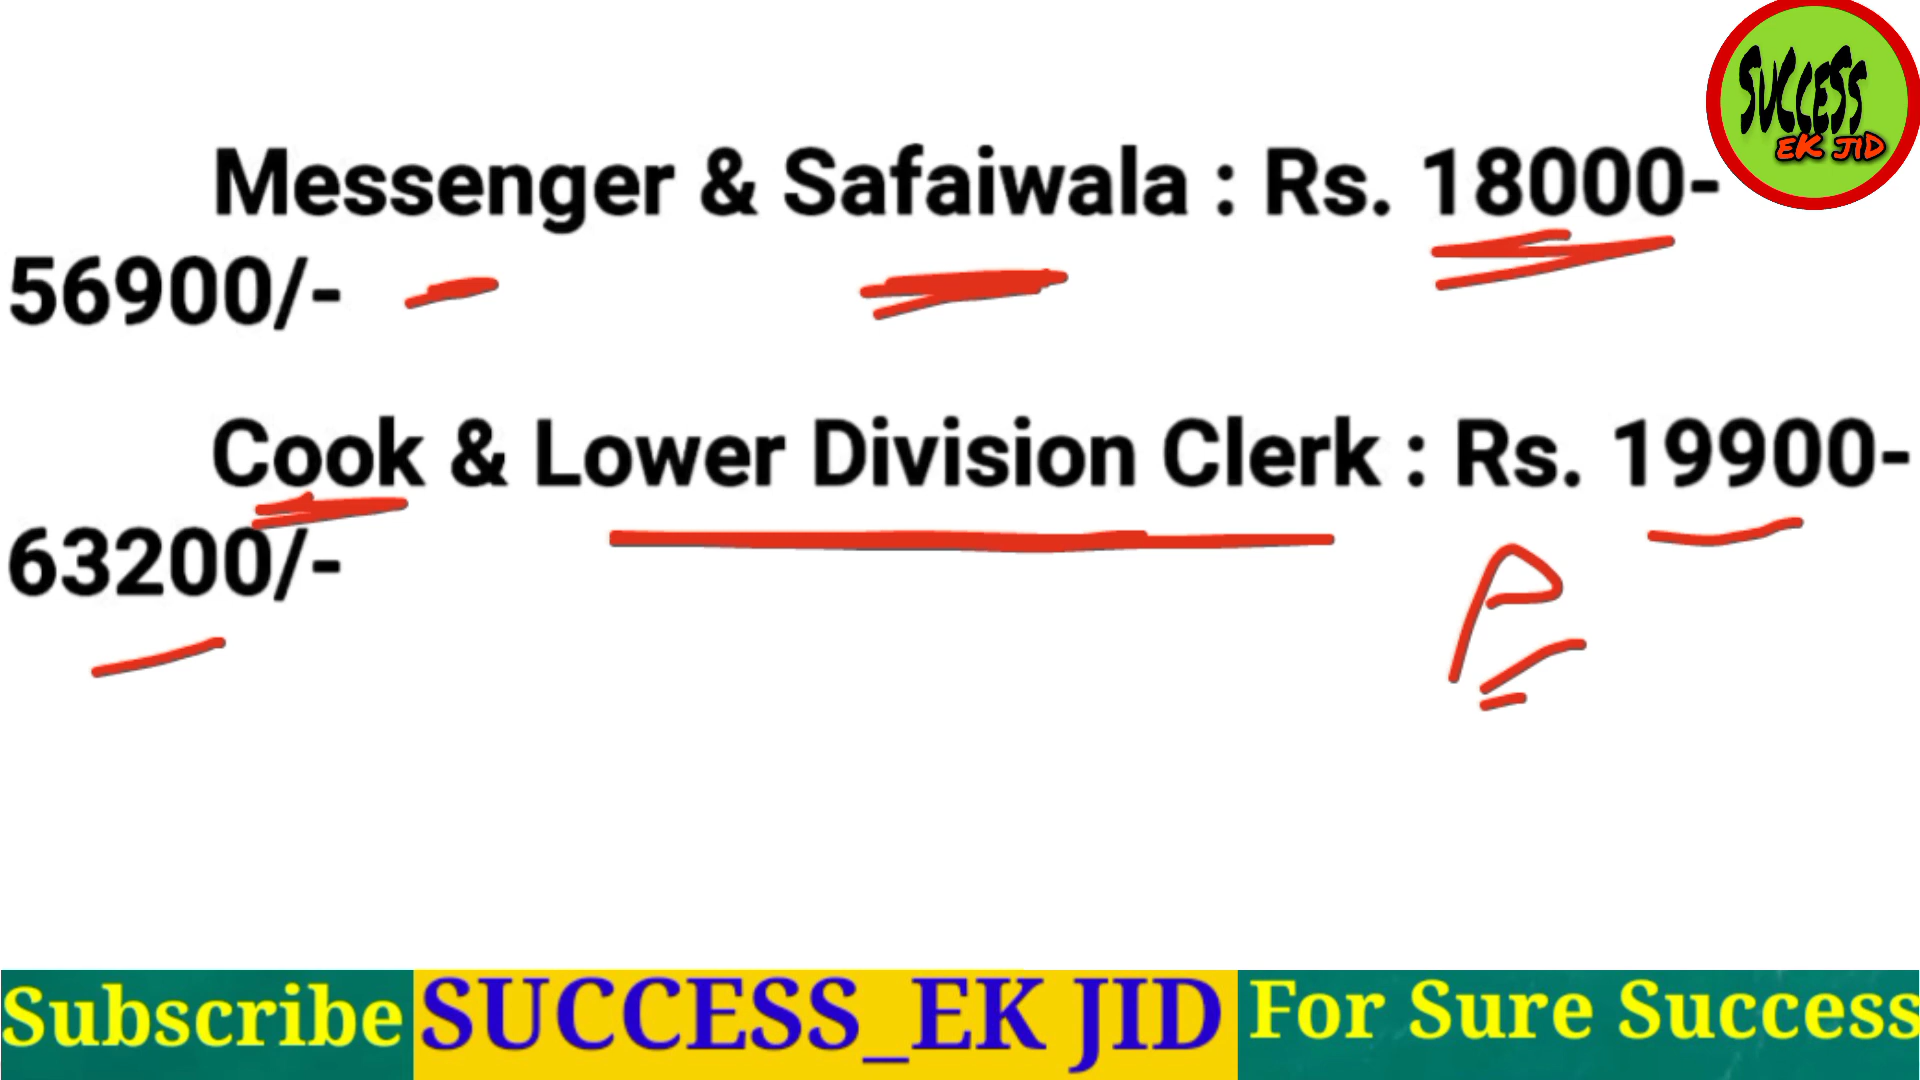 SUCCESS
EK JID
Messenger & Safaiwala : Rs. 18000-
56900/-
Cook & Lower Division Clerk : Rs. 19900-
63200/-
P
Subscribe SUCCESS_EK JID For Sure Success